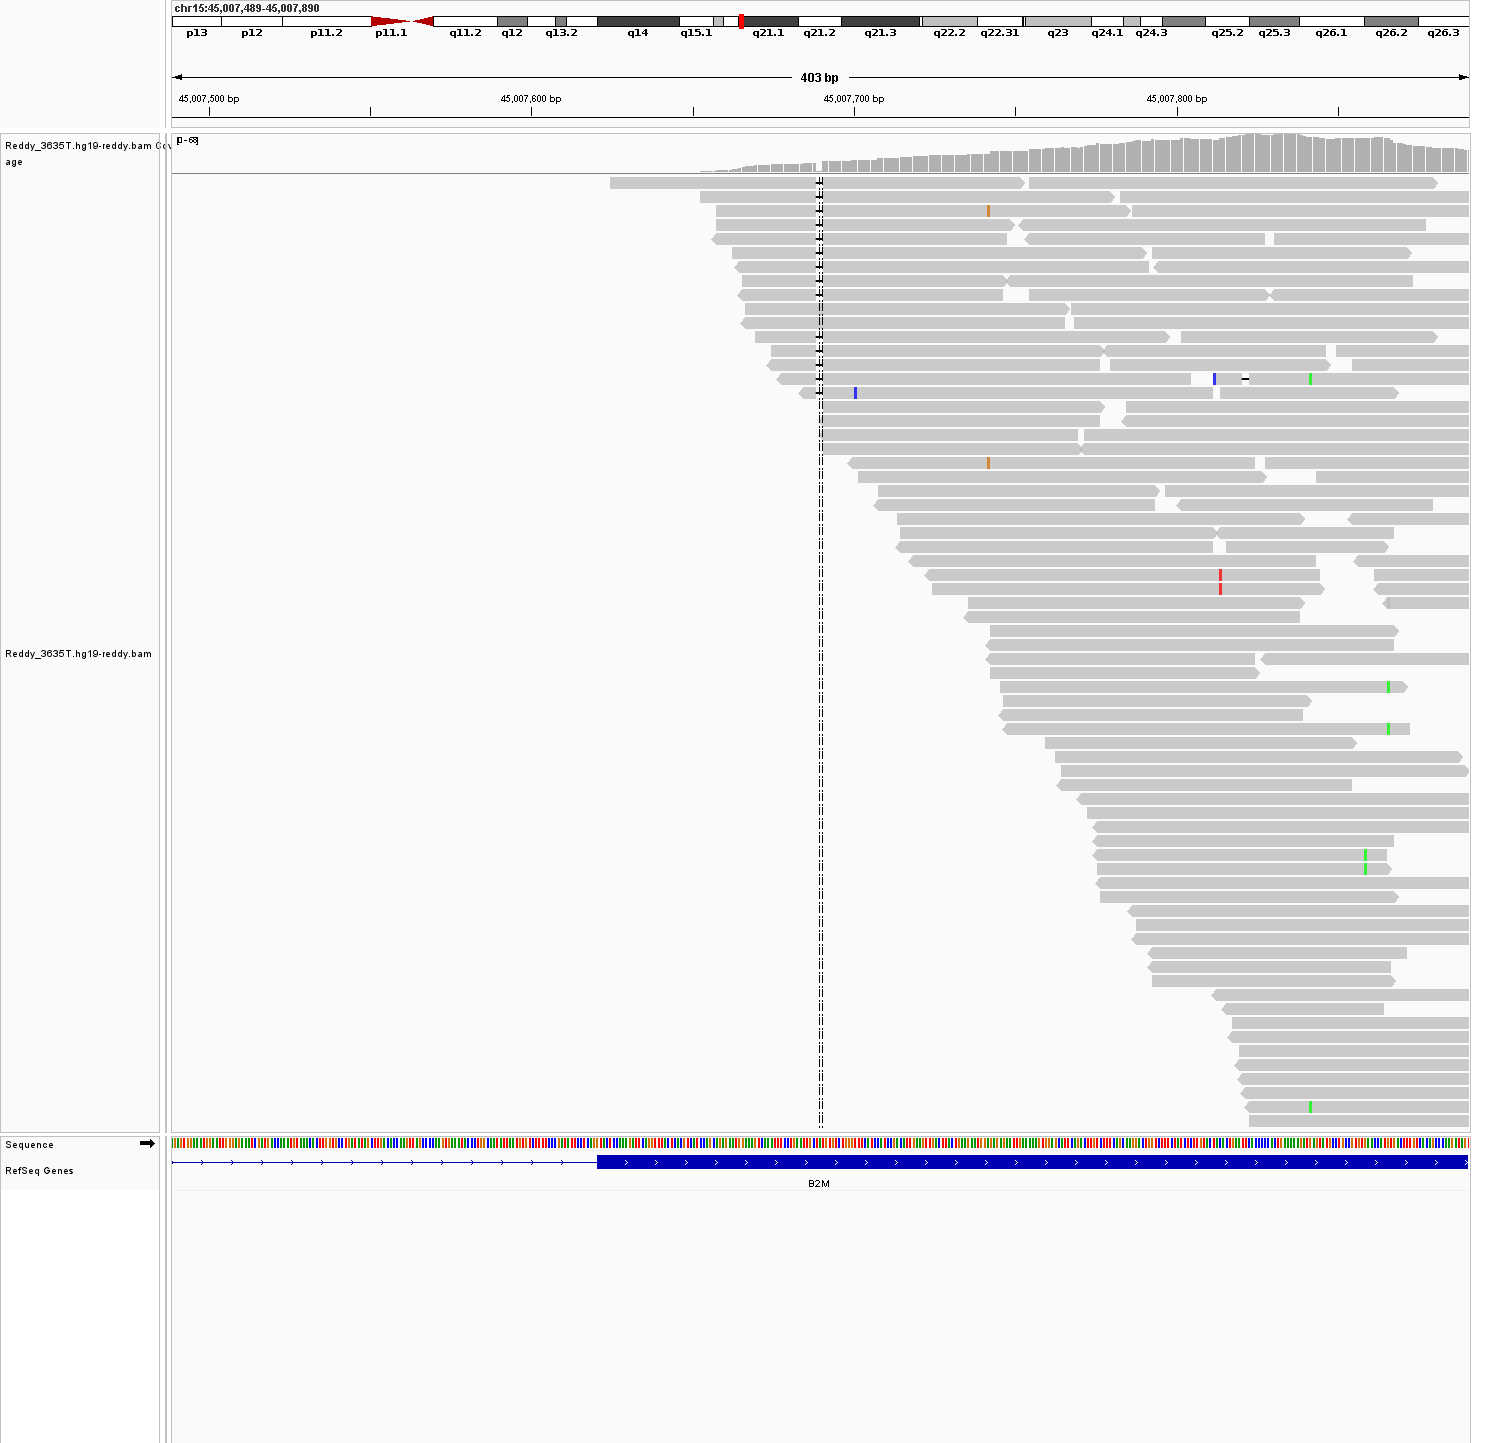 chr15:45,007,489-45,007,890
p13 p12 p11.2 p11.1 q11.2 q12 q13.2 q14 q15.1 q21.1 q21.2 q21.3 q22.2 q22.31 q23 q24.1 q24.3 q25.2 q25.3 q26.1 q26.2 q26.3
403 bp
45,007,500 bp 45,007,600 bp 45,007,700 bp 45,007,800 bp
[0-68]
Reddy_3635T.hg19-reddy.bam Cov
age
Reddy_3635T.hg19-reddy.bam
Sequence
RefSeq Genes
B2M